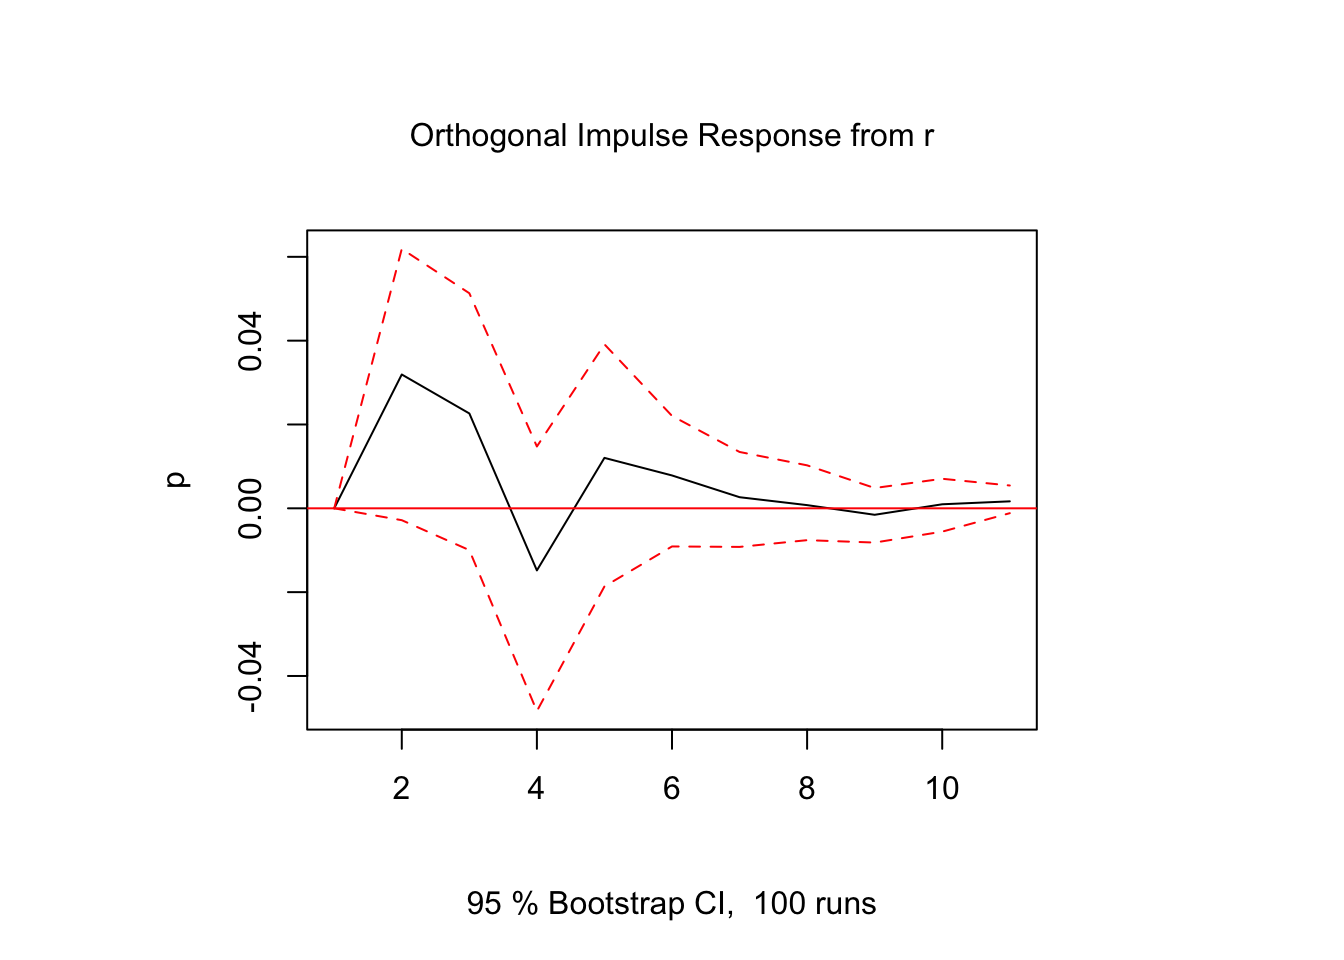 Orthogonal Impulse Response from r
p
0.04
0.00
-0.04
2 4 6 8 10
95 % Bootstrap CI,  100 runs